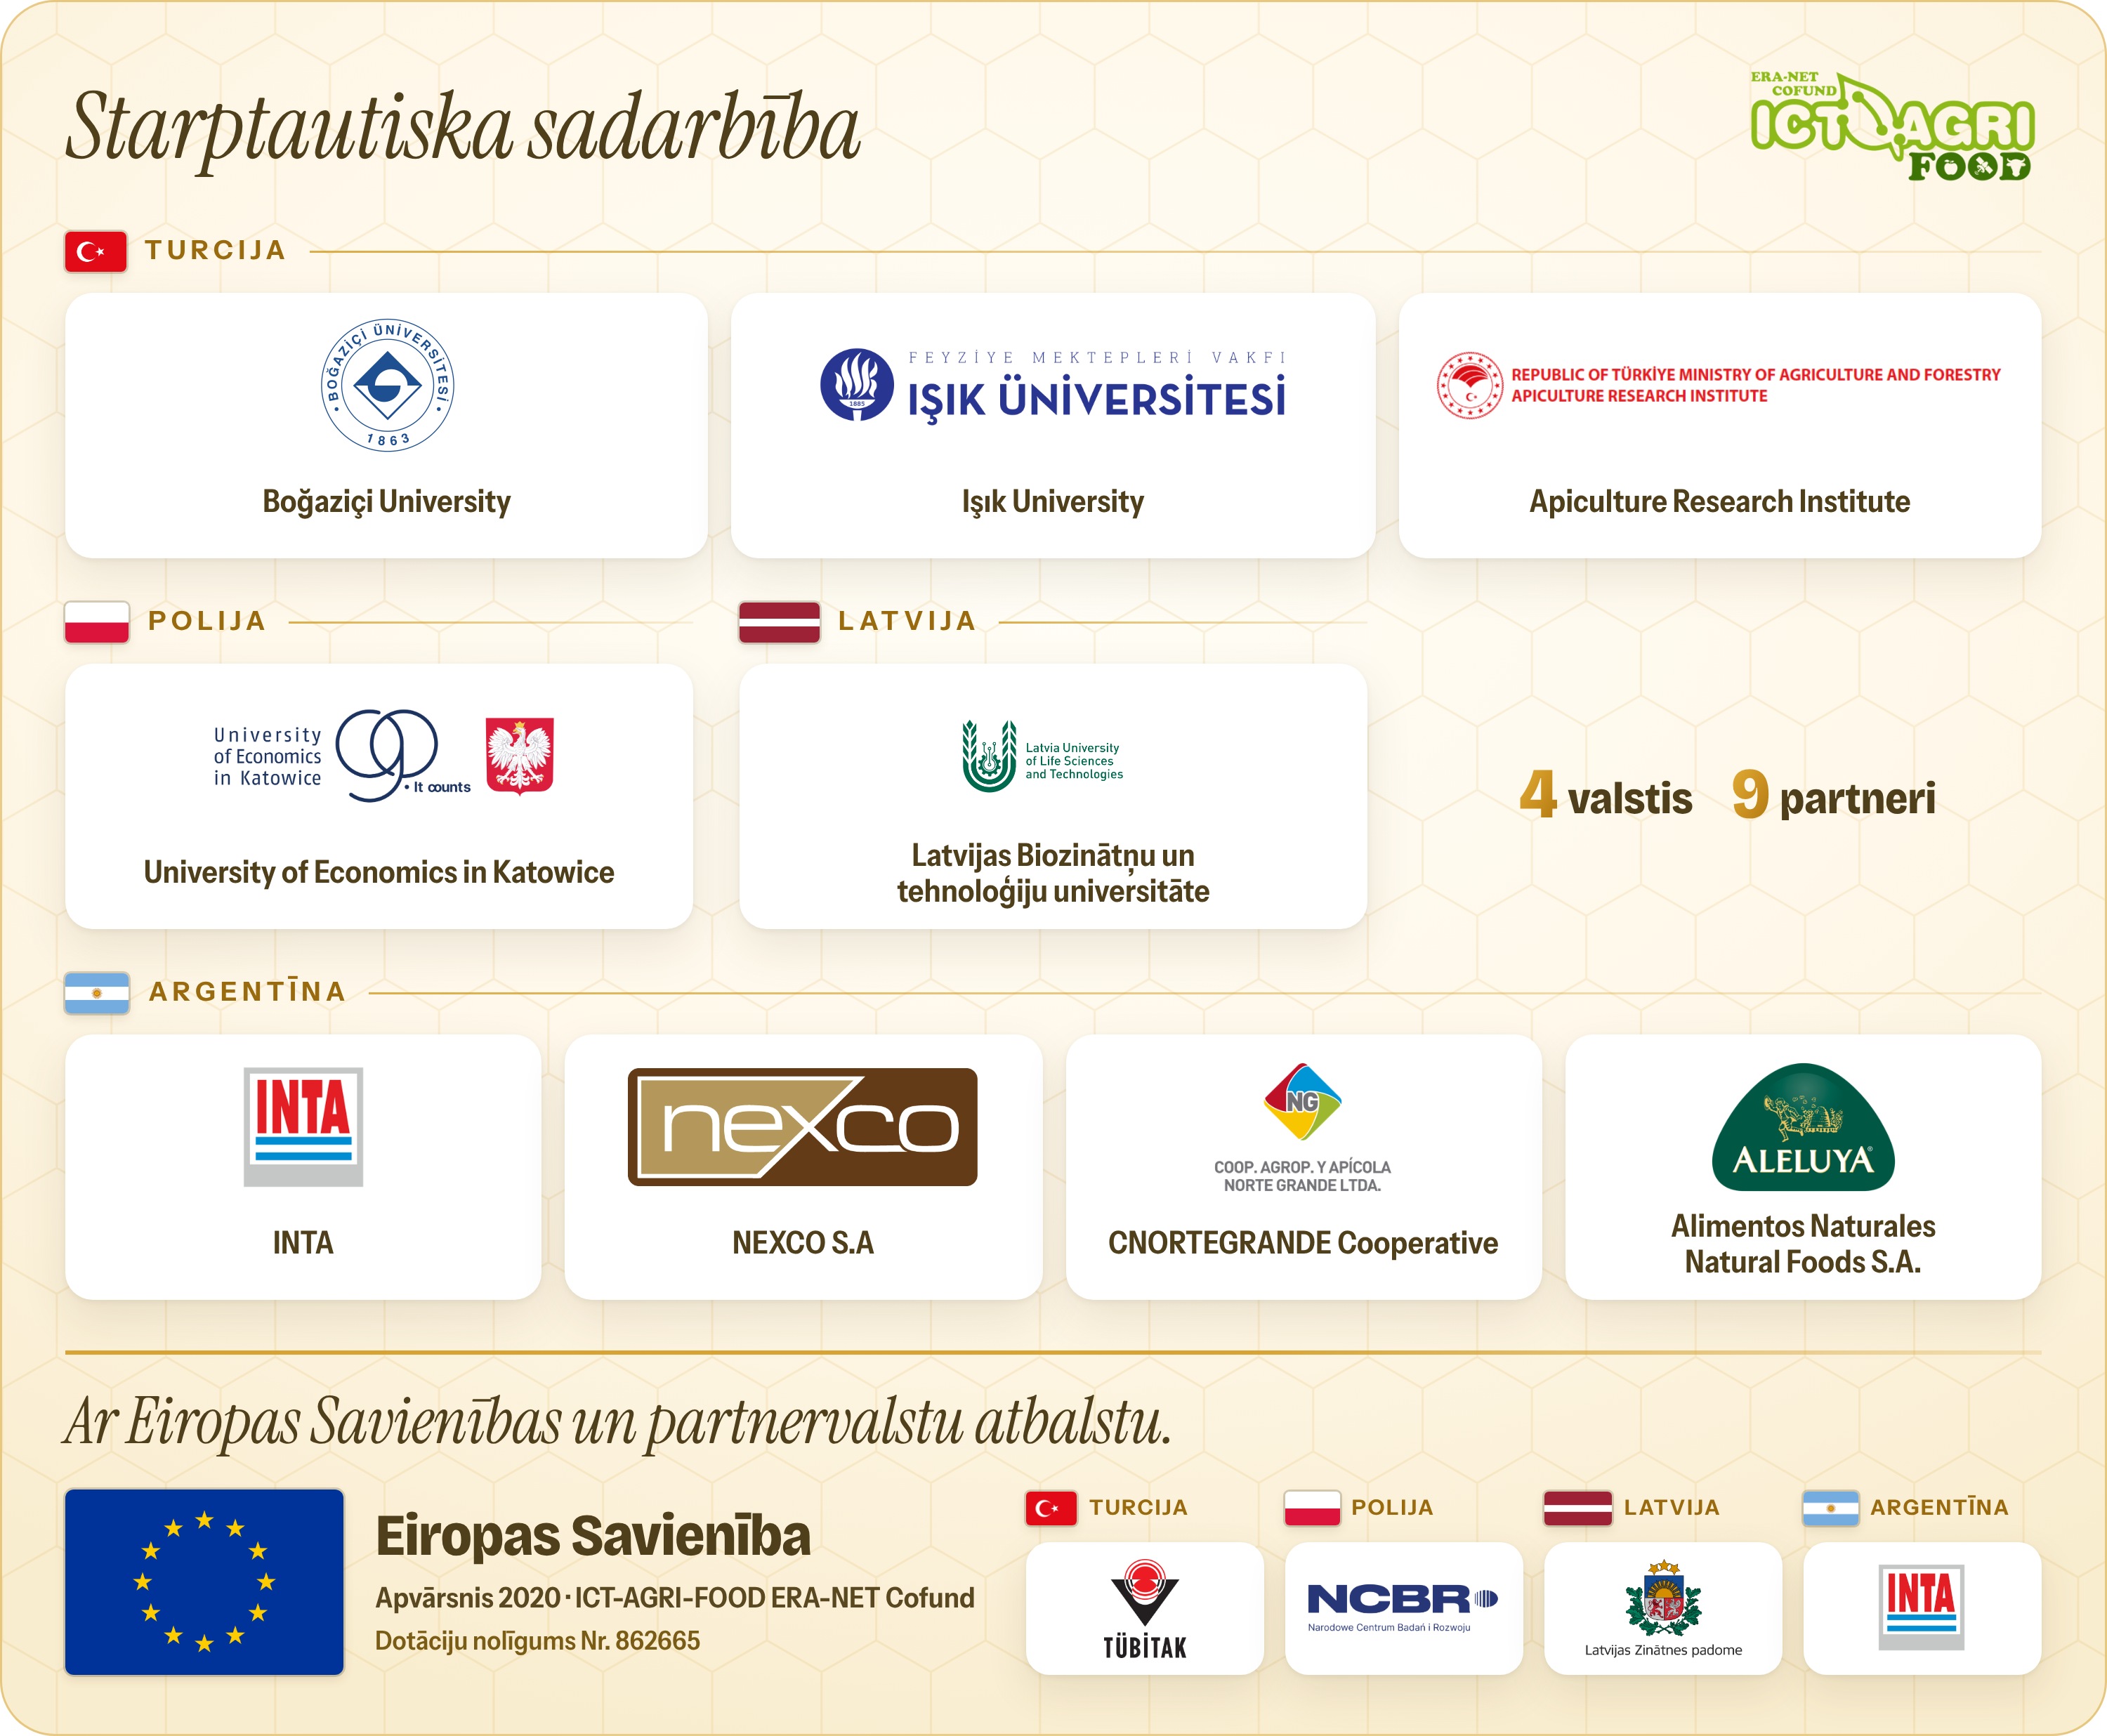 Starptautiska sadarbība
ERA-NET
COFUND
ICT AGRI
FOOD
TURCIJA
BOĞAZİÇİ ÜNİVERSİTESİ
1863
Boğaziçi University
FEYZİYE MEKTEPLERİ VAKFI
IŞIK ÜNİVERSİTESİ
1885
Işık University
REPUBLIC OF TÜRKİYE MINISTRY OF AGRICULTURE AND FORESTRY
APICULTURE RESEARCH INSTITUTE
Apiculture Research Institute
POLIJA
University
of Economics
in Katowice
It counts
University of Economics in Katowice
LATVIJA
Latvia University
of Life Sciences
and Technologies
Latvijas Biozinātņu un
tehnoloģiju universitāte
4 valstis 9 partneri
ARGENTĪNA
INTA
INTA
nexco
NEXCO S.A
NG
COOP. AGROP. Y APÍCOLA
NORTE GRANDE LTDA.
CNORTEGRANDE Cooperative
ALELUYA®
Alimentos Naturales
Natural Foods S.A.
Ar Eiropas Savienības un partnervalstu atbalstu.
Eiropas Savienība
Apvārsnis 2020 · ICT-AGRI-FOOD ERA-NET Cofund
Dotāciju nolīgums Nr. 862665
TURCIJA
TÜBİTAK
POLIJA
NCBR
Narodowe Centrum Badań i Rozwoju
LATVIJA
Latvijas Zinātnes padome
ARGENTĪNA
INTA